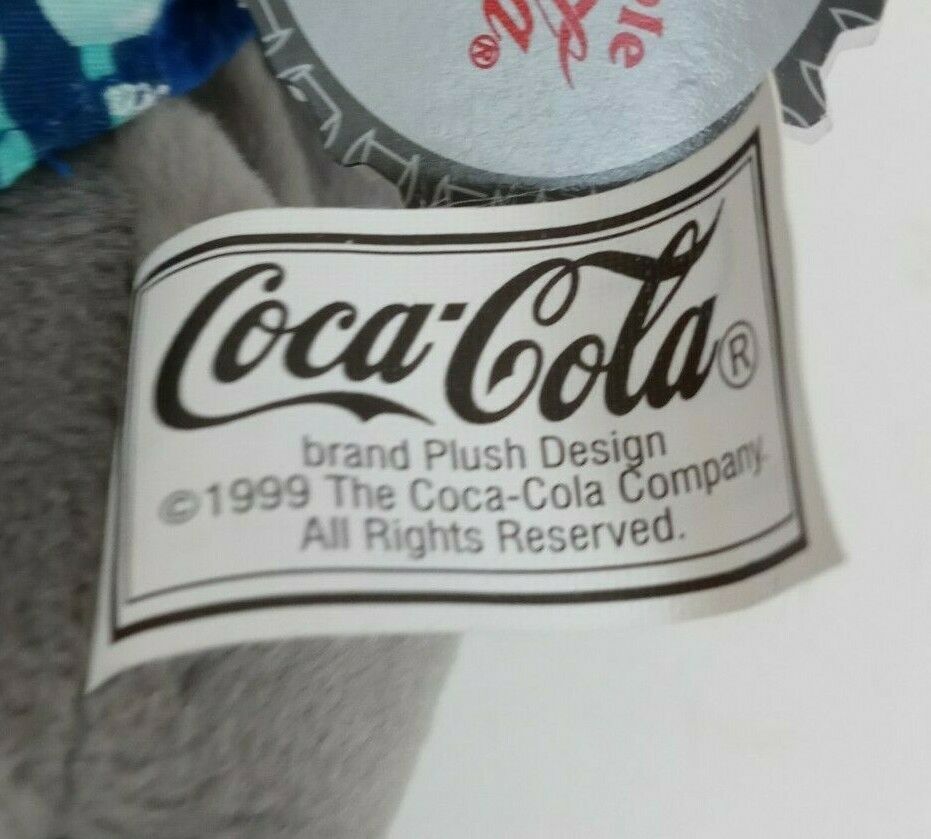 Coca-Cola®
brand Plush Design
©1999 The Coca-Cola Company.
All Rights Reserved.
®